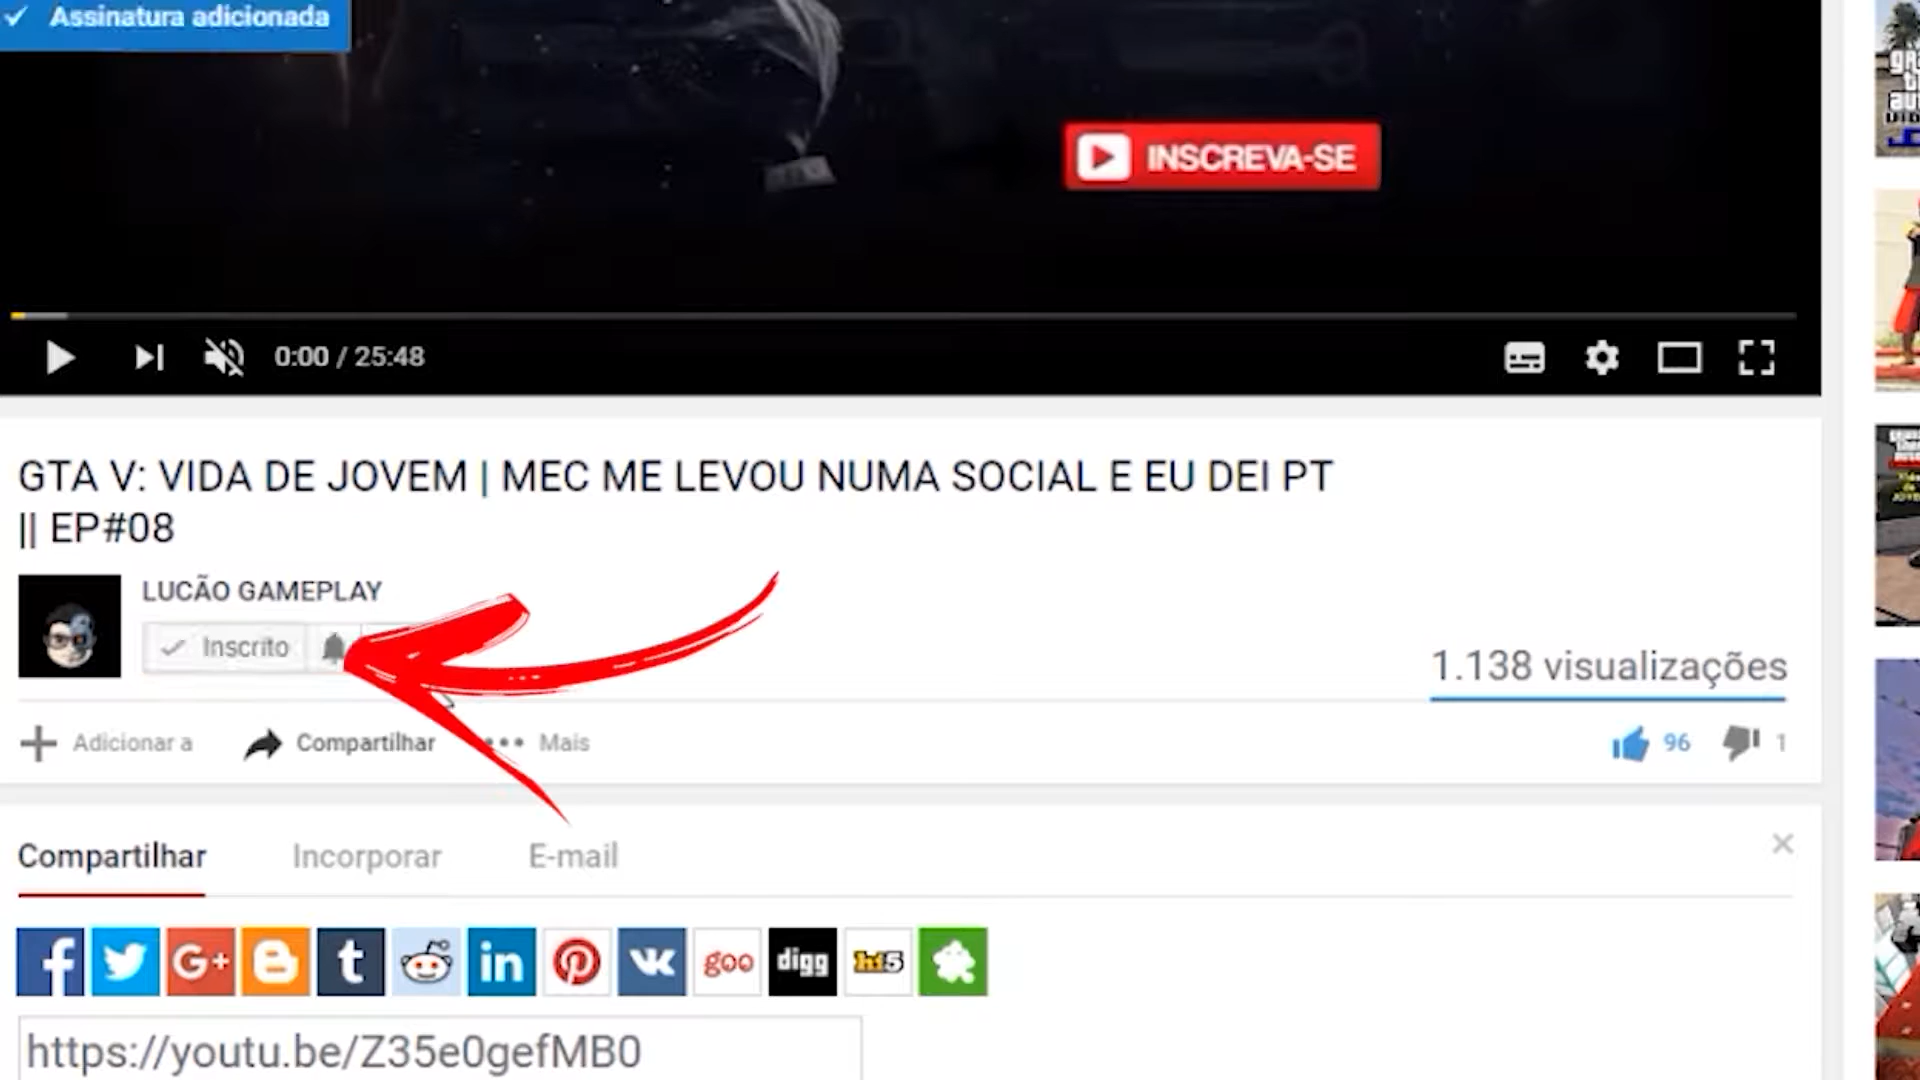 Assinatura adicionada
INSCREVA-SE
0:00 / 25:48
GTA V: VIDA DE JOVEM | MEC ME LEVOU NUMA SOCIAL E EU DEI PT
|| EP#08
LUCÃO GAMEPLAY
Inscrito
1.138 visualizações
Adicionar a
Compartilhar
Mais
96
1
Compartilhar
Incorporar
E-mail
f
t
G+
B
in
goo
digg
hi5
https://youtu.be/Z35e0gefMB0